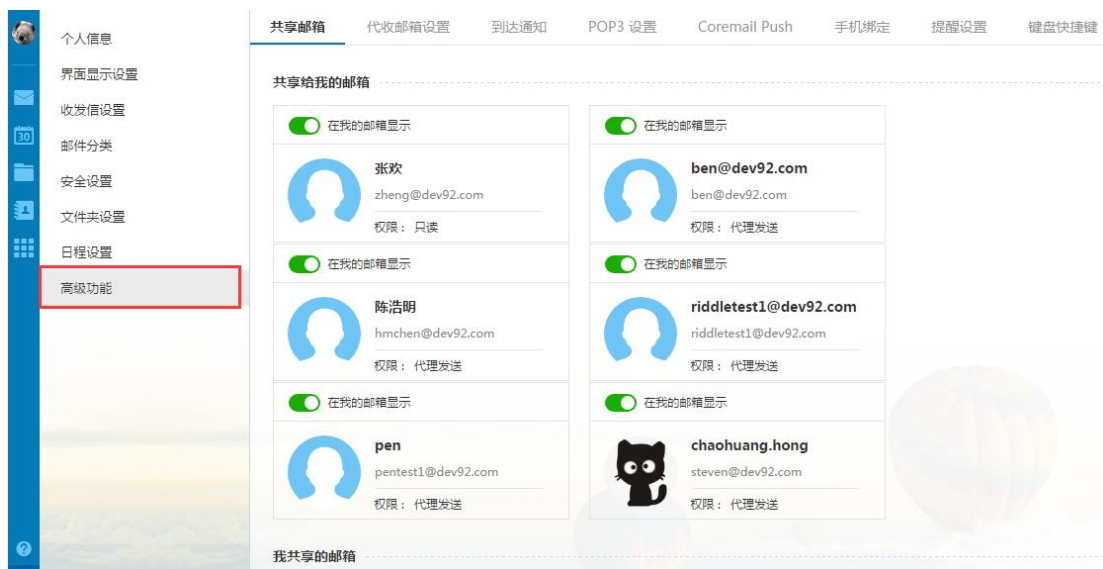 个人信息
界面显示设置
收发信设置
邮件分类
安全设置
文件夹设置
日程设置
高级功能
30
1
?
共享邮箱 代收邮箱设置 到达通知 POP3 设置 Coremail Push 手机绑定 提醒设置 键盘快捷键
共享给我的邮箱
在我的邮箱显示
张欢
zheng@dev92.com
权限： 只读
在我的邮箱显示
ben@dev92.com
ben@dev92.com
权限： 代理发送
在我的邮箱显示
陈浩明
hmchen@dev92.com
权限： 代理发送
在我的邮箱显示
riddletest1@dev92.com
riddletest1@dev92.com
权限： 代理发送
在我的邮箱显示
pen
pentest1@dev92.com
权限： 代理发送
在我的邮箱显示
chaohuang.hong
steven@dev92.com
权限： 代理发送
我共享的邮箱